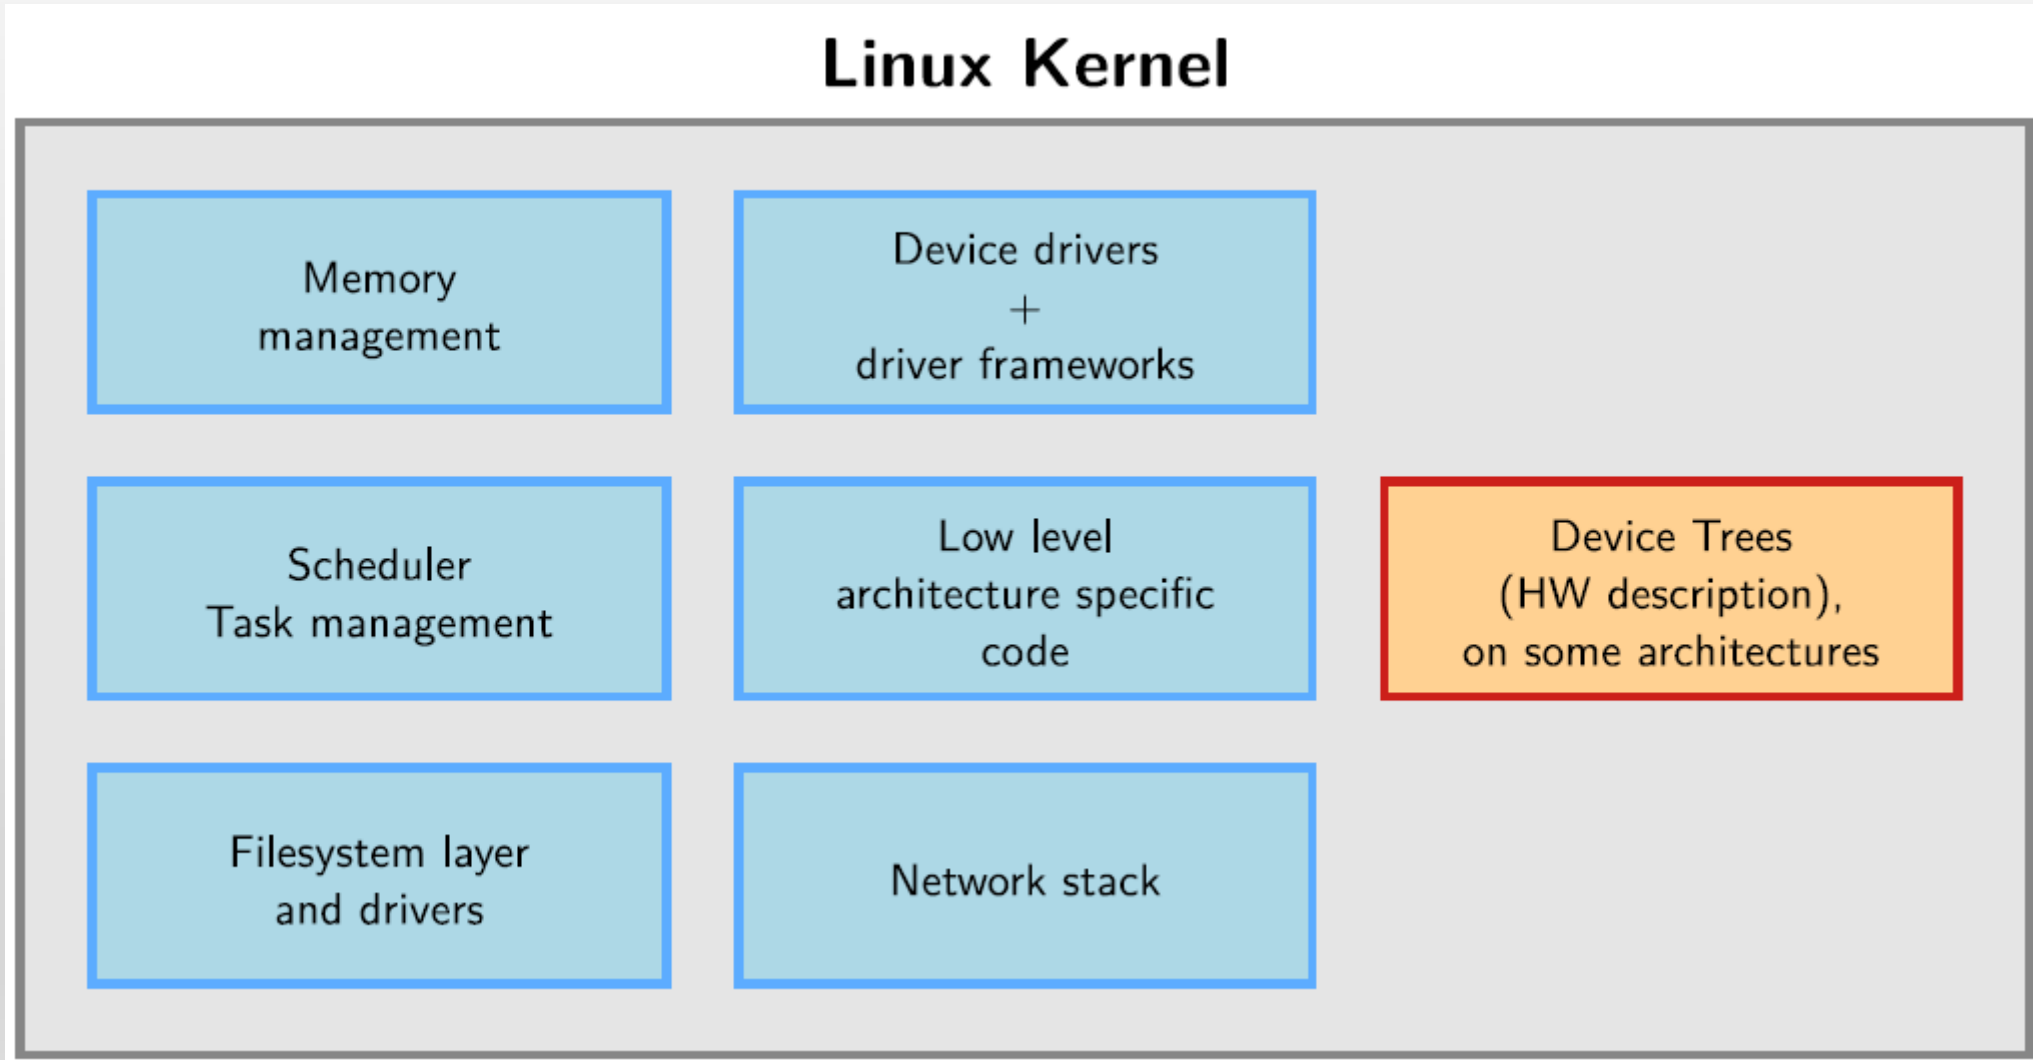 Linux Kernel
Memory
management
Device drivers
+
driver frameworks
Scheduler
Task management
Low level
architecture specific
code
Device Trees
(HW description),
on some architectures
Filesystem layer
and drivers
Network stack